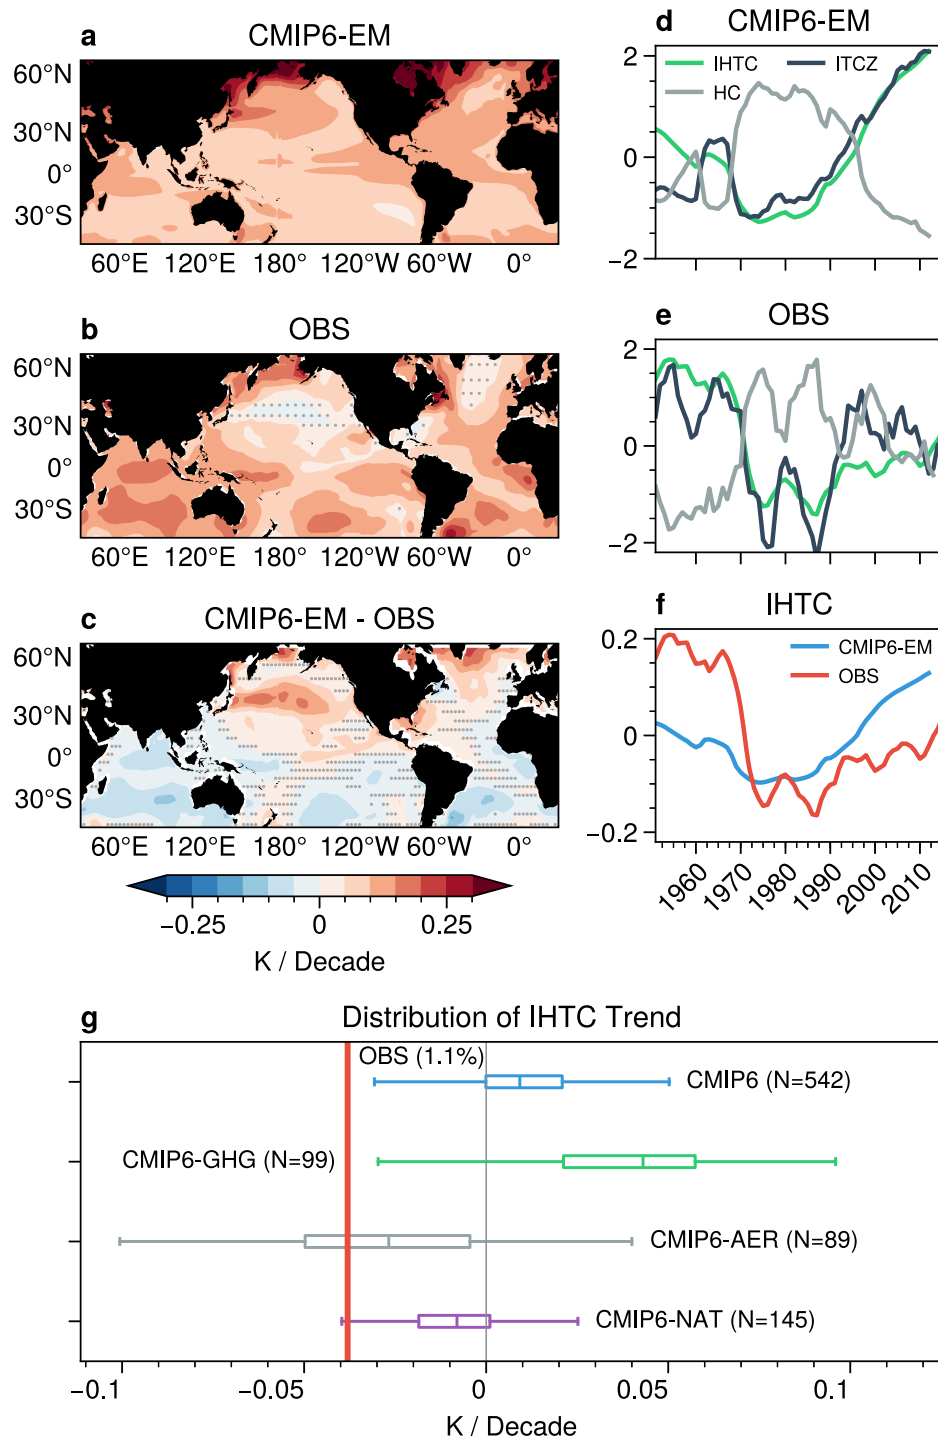 a CMIP6-EM
60°N
30°N
0°
30°S
60°E 120°E 180° 120°W 60°W 0°
b OBS
60°N
30°N
0°
30°S
60°E 120°E 180° 120°W 60°W 0°
c CMIP6-EM - OBS
60°N
30°N
0°
30°S
60°E 120°E 180° 120°W 60°W 0°
−0.25 0 0.25
K / Decade
d CMIP6-EM
IHTC ITCZ
HC
2
0
−2
e OBS
2
0
−2
f IHTC
CMIP6-EM
OBS
0.2
0
−0.2
1960 1970 1980 1990 2000 2010
g Distribution of IHTC Trend
OBS (1.1%)
CMIP6 (N=542)
CMIP6-GHG (N=99)
CMIP6-AER (N=89)
CMIP6-NAT (N=145)
−0.1 −0.05 0 0.05 0.1
K / Decade